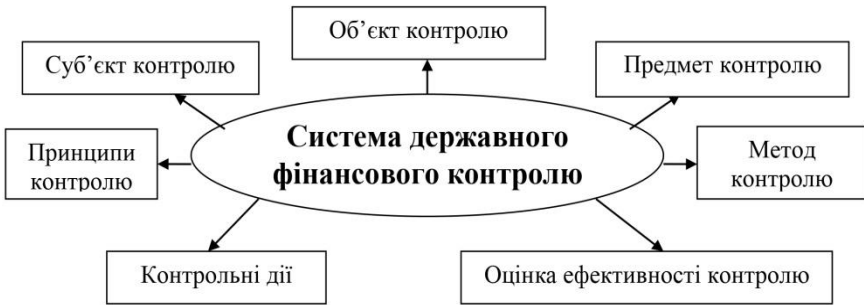 Об’єкт контролю
Суб’єкт контролю
Предмет контролю
Система державного
фінансового контролю
Принципи
контролю
Метод
контролю
Контрольні дії
Оцінка ефективності контролю